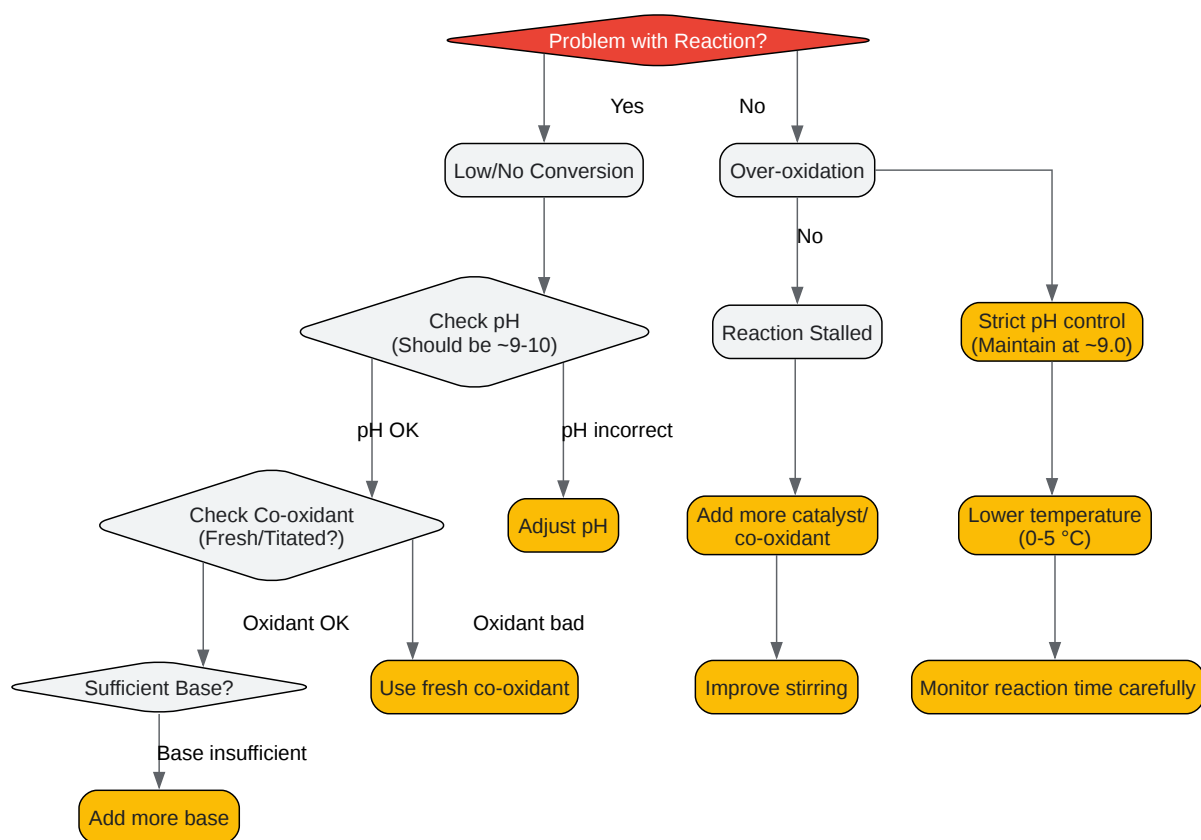 Problem with Reaction?
Yes
No
Low/No Conversion
Over-oxidation
No
Check pH
(Should be ~9-10)
Reaction Stalled
Strict pH control
(Maintain at ~9.0)
pH OK
pH incorrect
Check Co-oxidant
(Fresh/Titated?)
Adjust pH
Add more catalyst/
co-oxidant
Lower temperature
(0-5 °C)
Oxidant OK
Oxidant bad
Sufficient Base?
Use fresh co-oxidant
Improve stirring
Monitor reaction time carefully
Base insufficient
Add more base